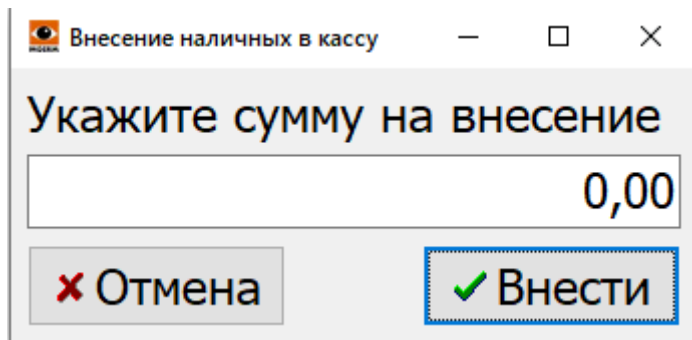 Внесение наличных в кассу
Укажите сумму на внесение
0,00
Отмена
Внести